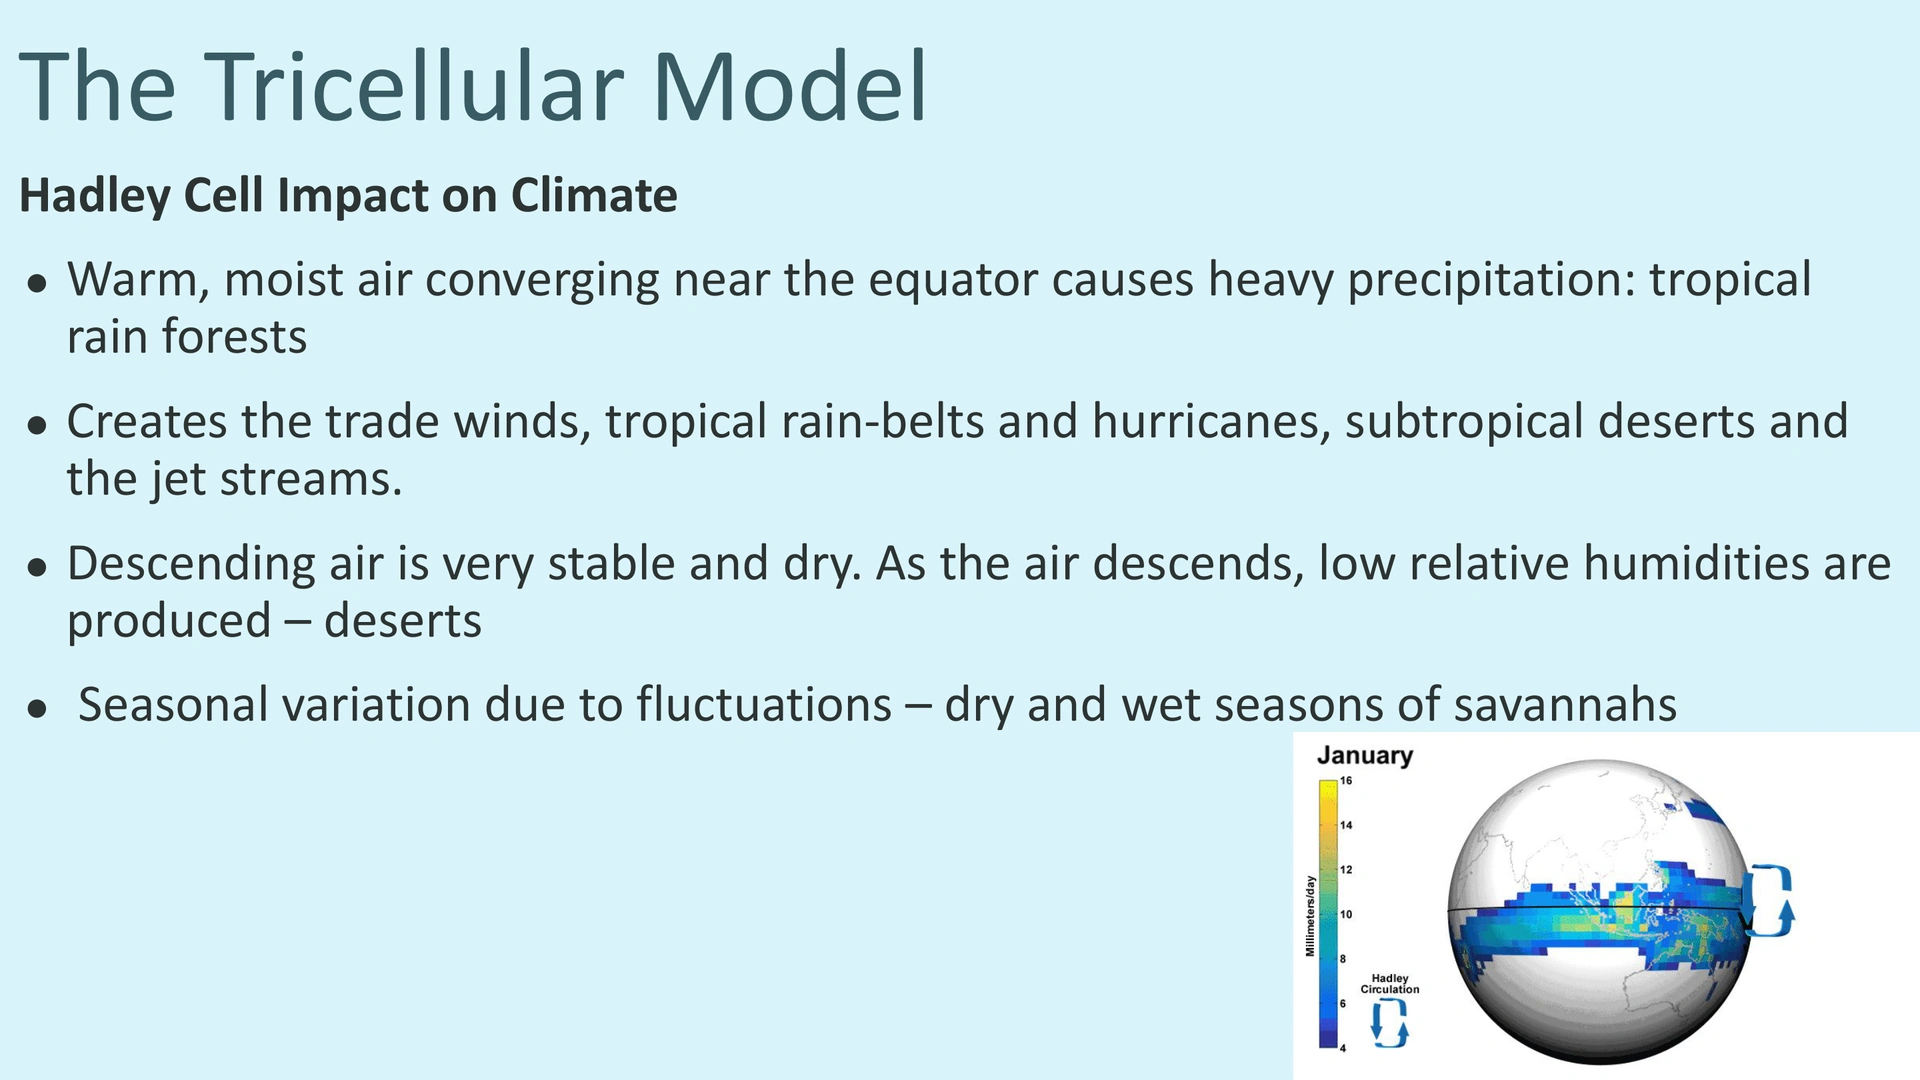 The Tricellular Model
Hadley Cell Impact on Climate
● Warm, moist air converging near the equator causes heavy precipitation: tropical
rain forests
● Creates the trade winds, tropical rain-belts and hurricanes, subtropical deserts and
the jet streams.
● Descending air is very stable and dry. As the air descends, low relative humidities are
produced – deserts
● Seasonal variation due to fluctuations – dry and wet seasons of savannahs
January
16
14
12
10
8
6
4
Millimeters/day
Hadley
Circulation